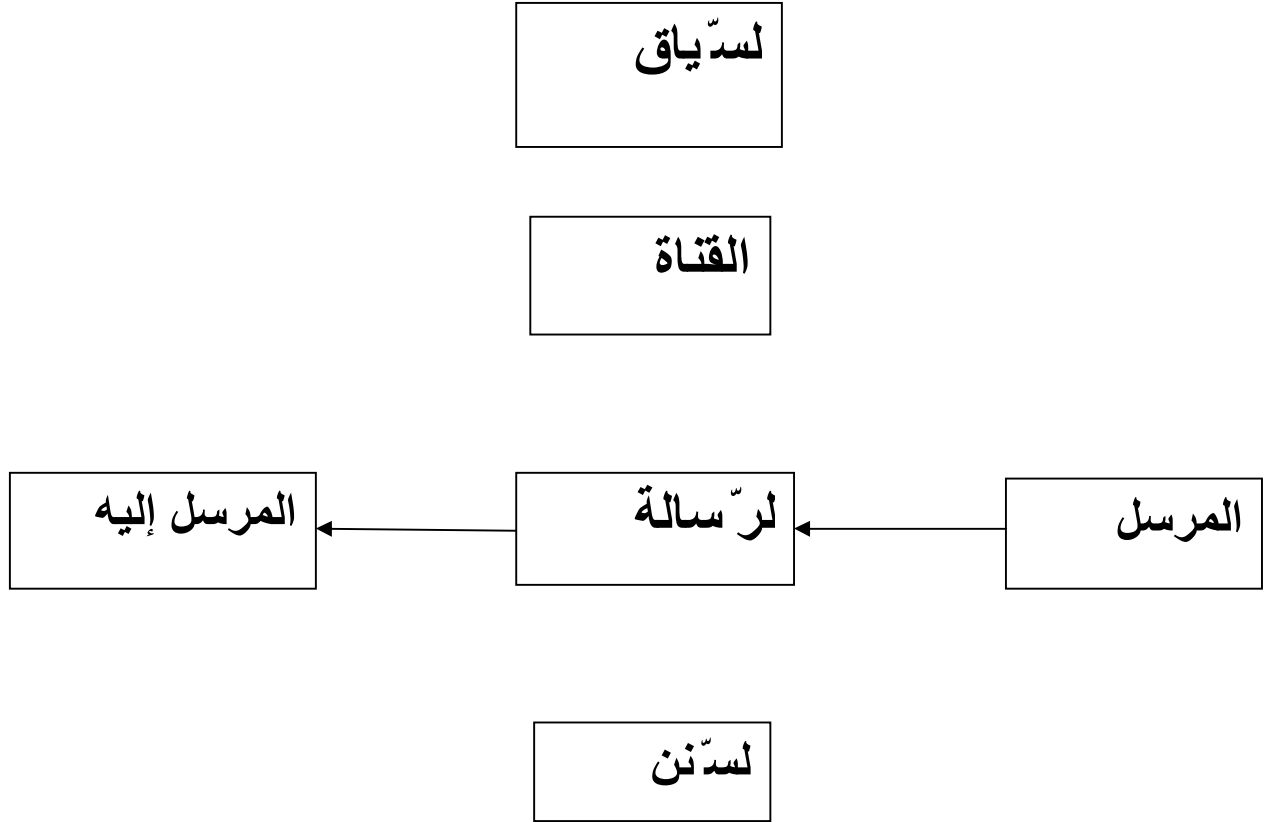 لسّياق
القناة
المرسل
لرّسالة
المرسل إليه
لسّنن